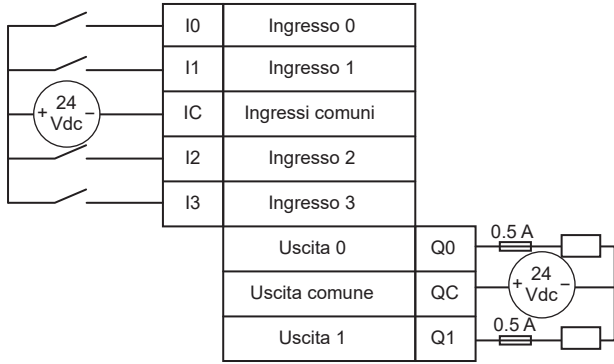 I0 Ingresso 0
I1 Ingresso 1
+ 24 Vdc −
IC Ingressi comuni
I2 Ingresso 2
I3 Ingresso 3
Uscita 0 Q0 0.5 A
Uscita comune QC
+ 24 Vdc −
Uscita 1 Q1 0.5 A